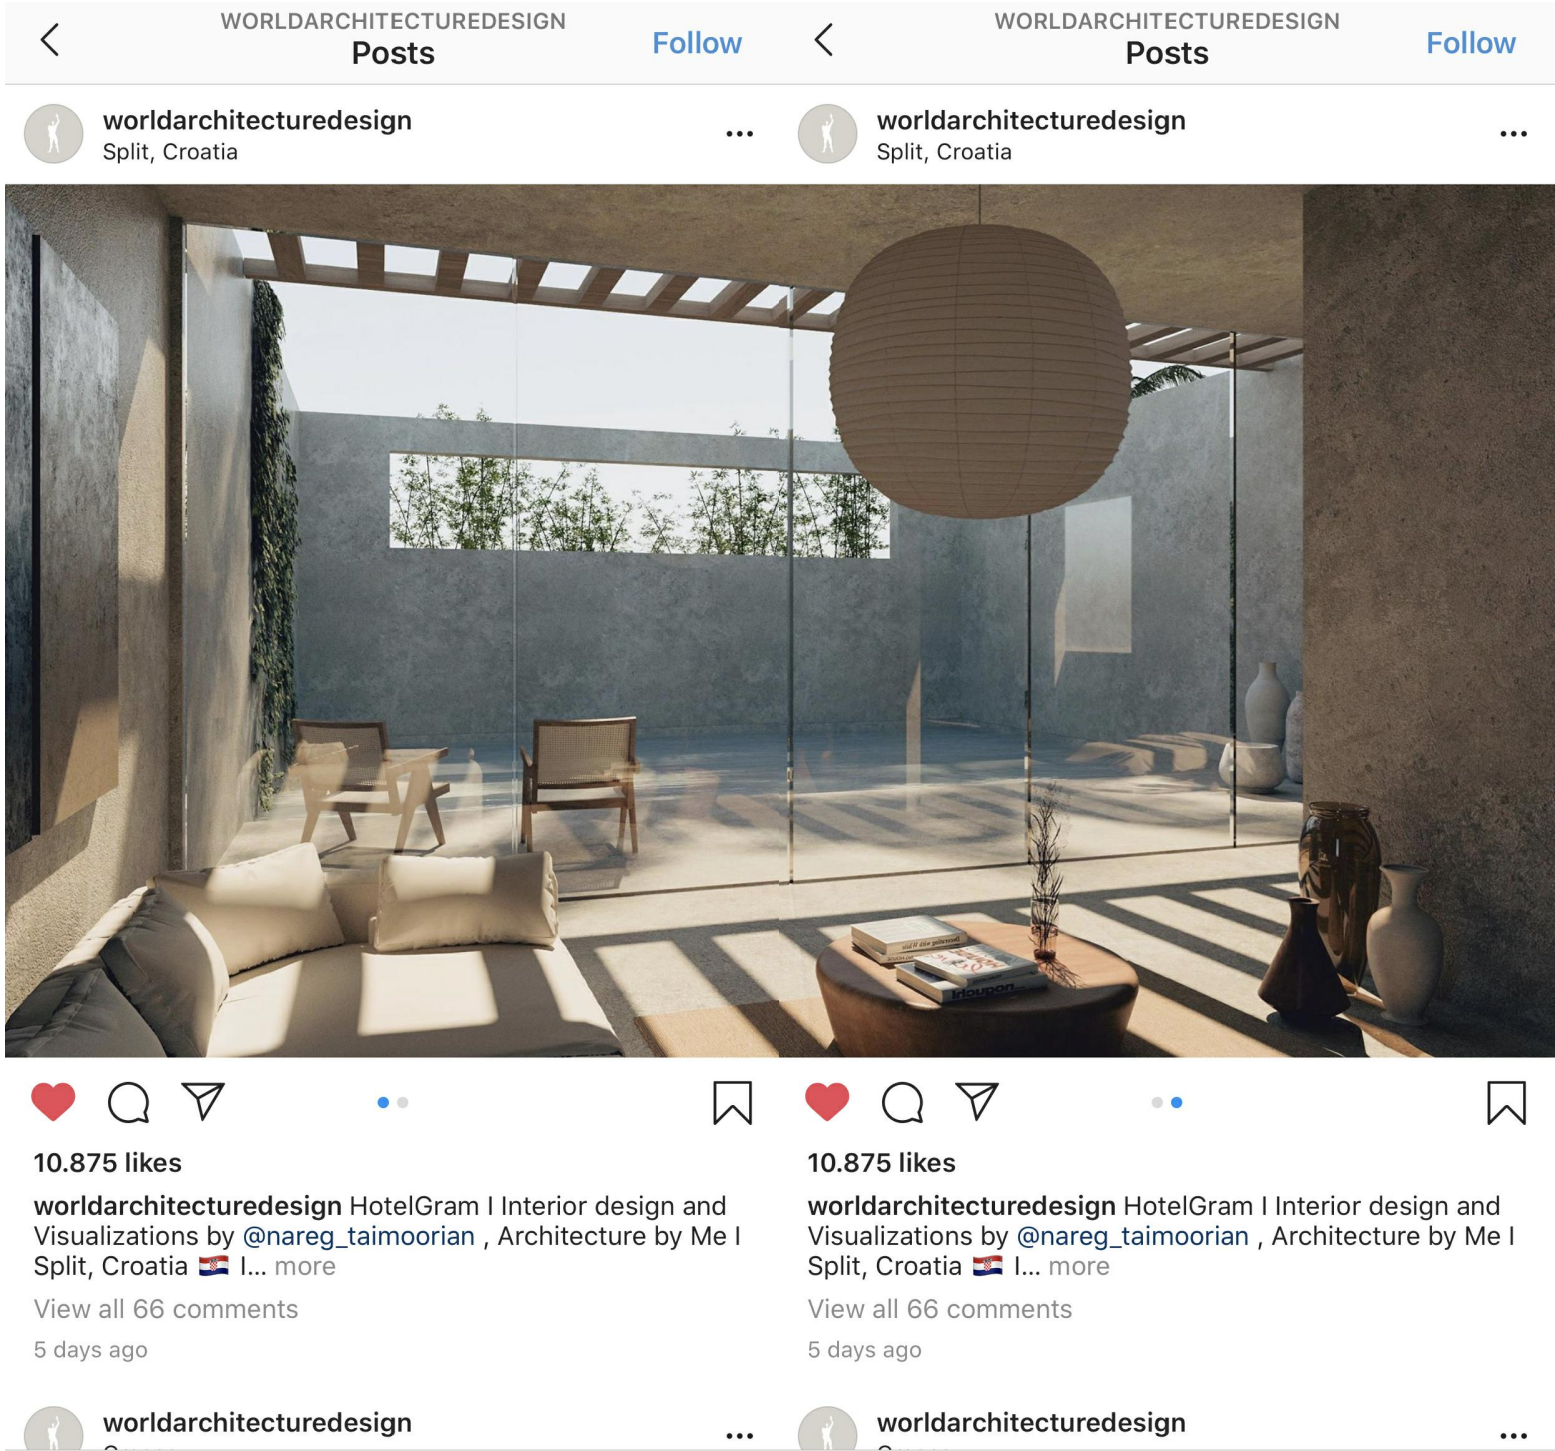 WORLDARCHITECTUREDESIGN
Posts
Follow
worldarchitecturedesign
Split, Croatia
10.875 likes
worldarchitecturedesign HotelGram I Interior design and
Visualizations by @nareg_taimoorian , Architecture by Me I
Split, Croatia 🇭🇷 I... more
View all 66 comments
5 days ago
worldarchitecturedesign
WORLDARCHITECTUREDESIGN
Posts
Follow
worldarchitecturedesign
Split, Croatia
Decorating with White
10.875 likes
worldarchitecturedesign HotelGram I Interior design and
Visualizations by @nareg_taimoorian , Architecture by Me I
Split, Croatia 🇭🇷 I... more
View all 66 comments
5 days ago
worldarchitecturedesign